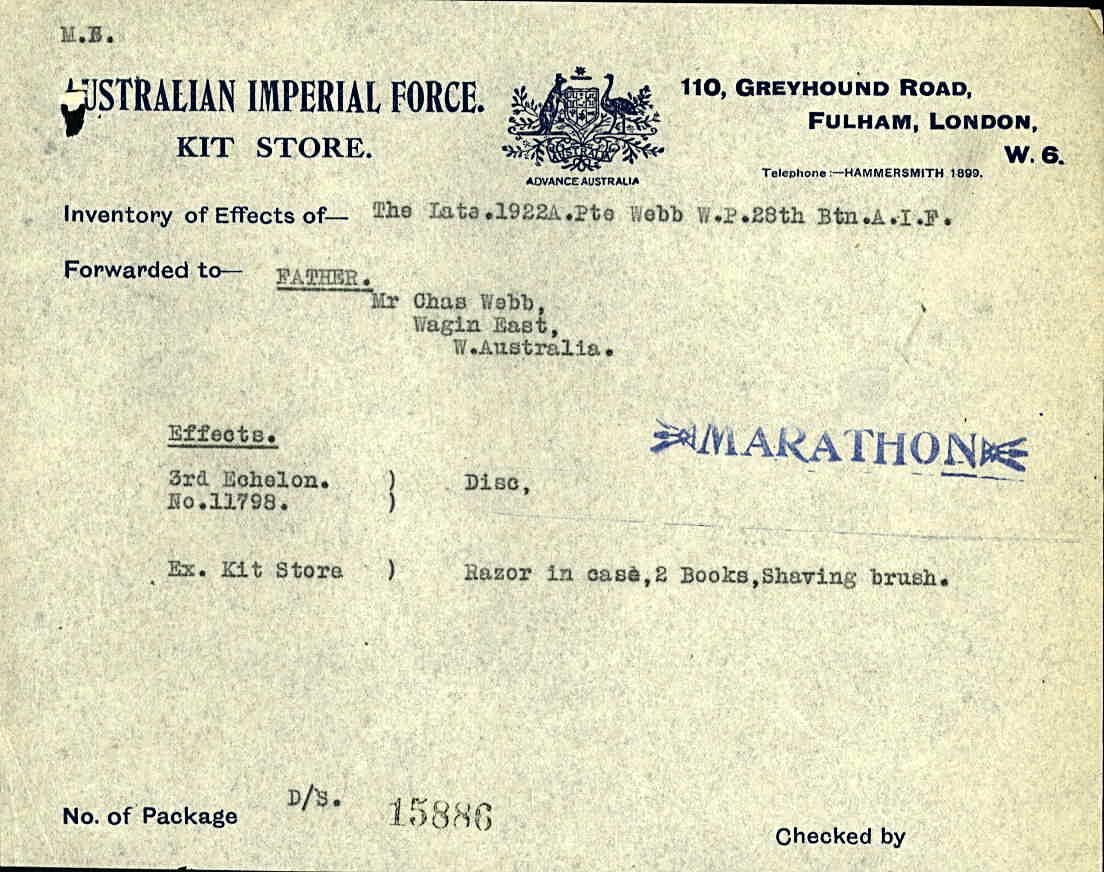 M.B.
AUSTRALIAN IMPERIAL FORCE.
KIT STORE.
AUSTRALIA
ADVANCE AUSTRALIA
110, GREYHOUND ROAD,
FULHAM, LONDON,
W. 6.
Telephone:—HAMMERSMITH 1899.
Inventory of Effects of— The Late.1922A.Pte Webb W.P.28th Btn.A.I.F.
Forwarded to— FATHER.
Mr Chas Webb,
Wagin East,
W.Australia.
MARATHON
Effects.
3rd Echelon. ) Disc,
No.11798. )
Ex. Kit Store ) Razor in case,2 Books,Shaving brush.
No. of Package D/S. 15886
Checked by